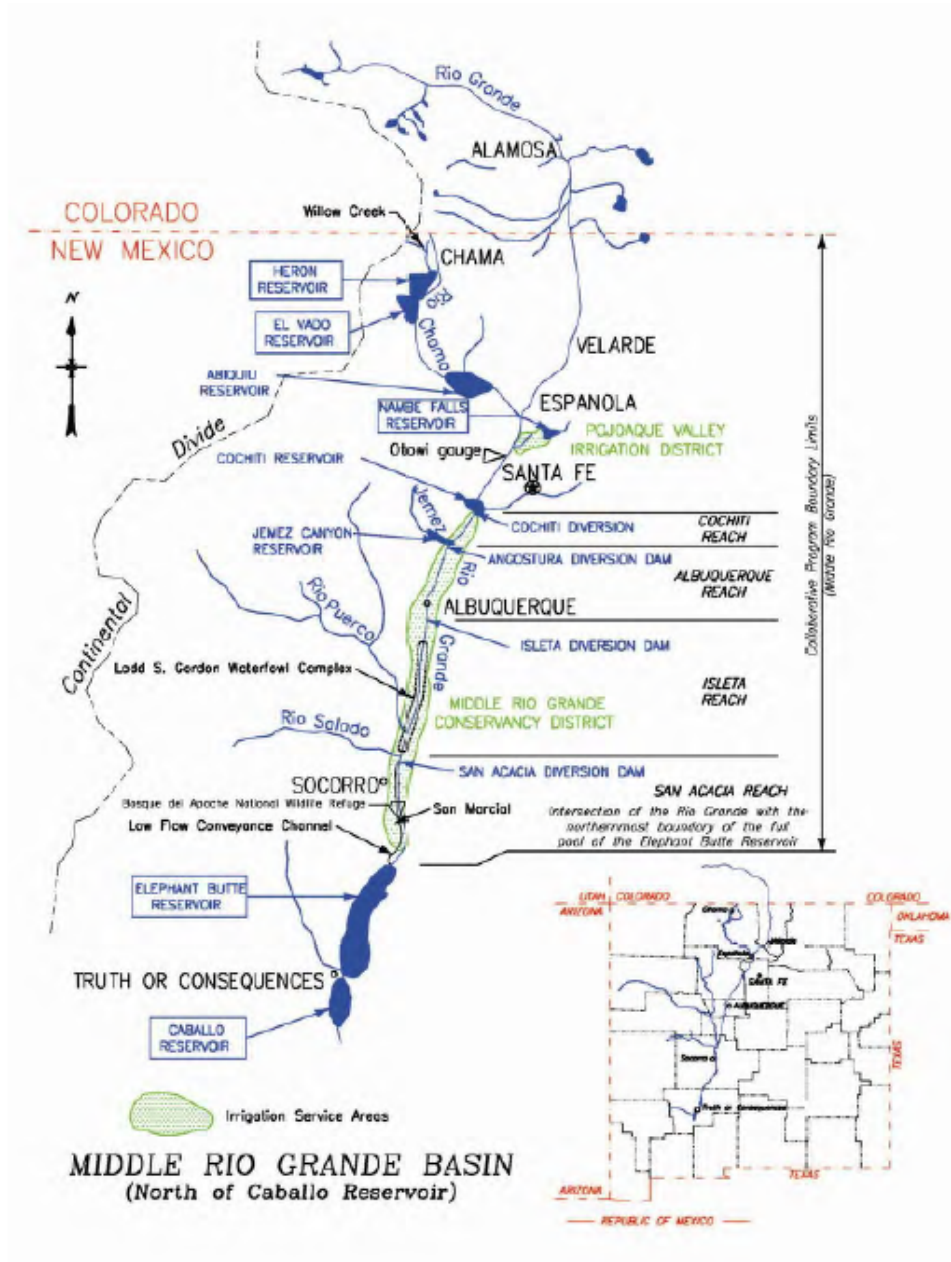 Rio Grande
ALAMOSA
COLORADO
Willow Creek
NEW MEXICO
CHAMA
HERON
RESERVOIR
N
Rio
Chama
EL VADO
RESERVOIR
VELARDE
ABIQUIU
RESERVOIR
NAMBE FALLS
RESERVOIR
ESPANOLA
POJOAQUE VALLEY
IRRIGATION DISTRICT
Divide
Otowi gauge
COCHITI RESERVOIR
SANTA FE
Collaborative Program Boundary Limits
(Middle Rio Grande)
Jemez
COCHITI DIVERSION
COCHITI
REACH
JEMEZ CANYON
RESERVOIR
ANGOSTURA DIVERSION DAM
Rio
ALBUQUERQUE
REACH
Rio Puerco
ALBUQUERQUE
Continental
ISLETA DIVERSION DAM
Grande
Ladd S. Gordon Waterfowl Complex
ISLETA
REACH
MIDDLE RIO GRANDE
CONSERVANCY DISTRICT
Rio Salado
SAN ACACIA DIVERSION DAM
SOCORRO
SAN ACACIA REACH
Bosque del Apache National Wildlife Refuge
San Marcial
Intersection of the Rio Grande with the
northernmost boundary of the full
pool of the Elephant Butte Reservoir
Low Flow Conveyance Channel
ELEPHANT BUTTE
RESERVOIR
TRUTH OR CONSEQUENCES
CABALLO
RESERVOIR
UTAH COLORADO
COLORADO
ARIZONA
OKLAHOMA
TEXAS
Chama
Espanola
SANTA FE
ALBUQUERQUE
Socorro
TEXAS
Truth or Consequences
TEXAS
ARIZONA
REPUBLIC OF MEXICO
Irrigation Service Areas
MIDDLE RIO GRANDE BASIN
(North of Caballo Reservoir)